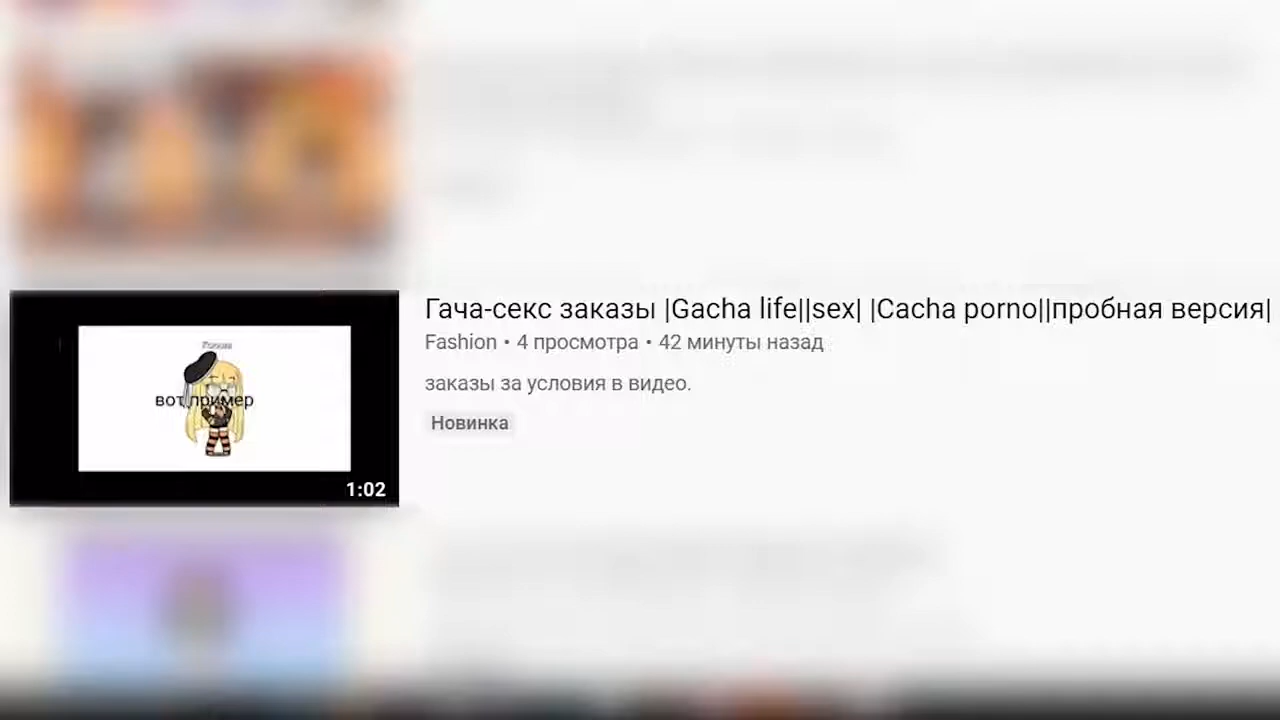 Гача-секс заказы |Gacha life||sex| |Cacha porno||пробная версия|
Fashion • 4 просмотра • 42 минуты назад
заказы за условия в видео.
Новинка
вот пример
1:02